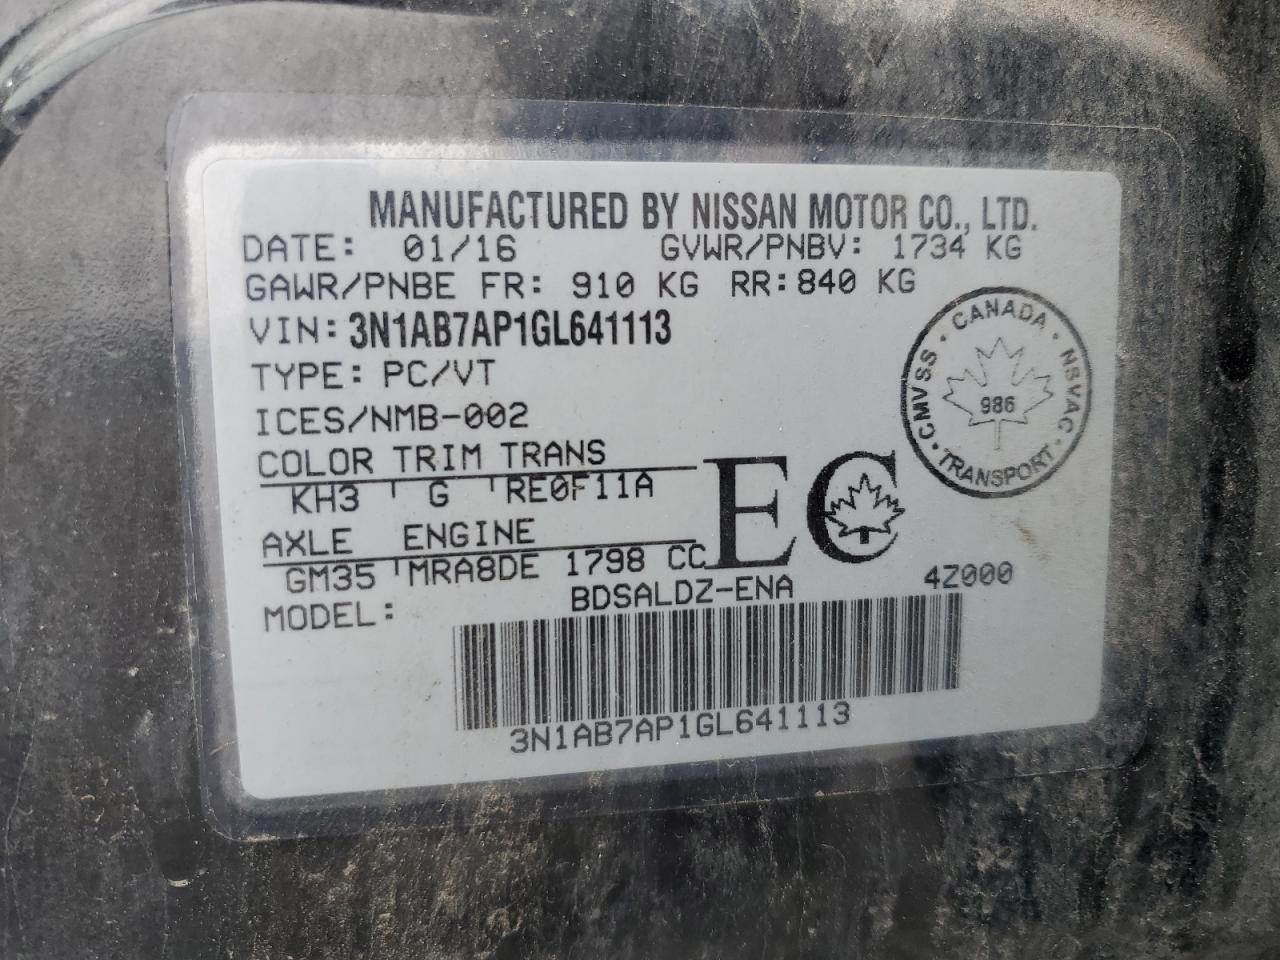 MANUFACTURED BY NISSAN MOTOR CO., LTD.
DATE: 01/16 GVWR/PNBV: 1734 KG
GAWR/PNBE FR: 910 KG RR:840 KG
VIN: 3N1AB7AP1GL641113
TYPE: PC/VT
ICES/NMB-002
COLOR TRIM TRANS
KH3 G RE0F11A
AXLE ENGINE
GM35 MRA8DE 1798 CC
MODEL: BDSALDZ-ENA 4Z000
3N1AB7AP1GL641113
EC
CANADA
CMVSS · NSVAC
986
TRANSPORT